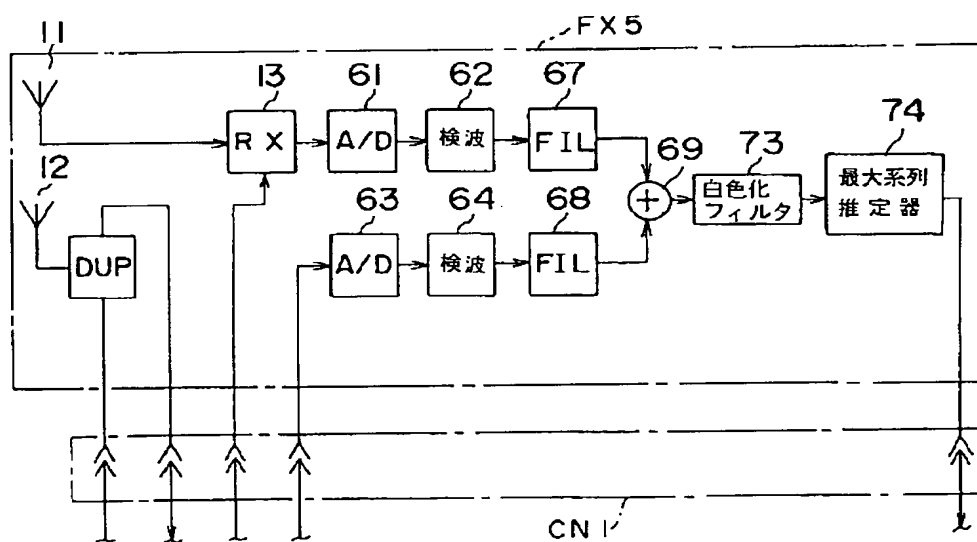 FX5
11
13
61
62
67
RX
A/D
検波
FIL
12
63
64
68
69
73
74
DUP
A/D
検波
FIL
+
白色化
フィルタ
最大系列
推定器
CN1